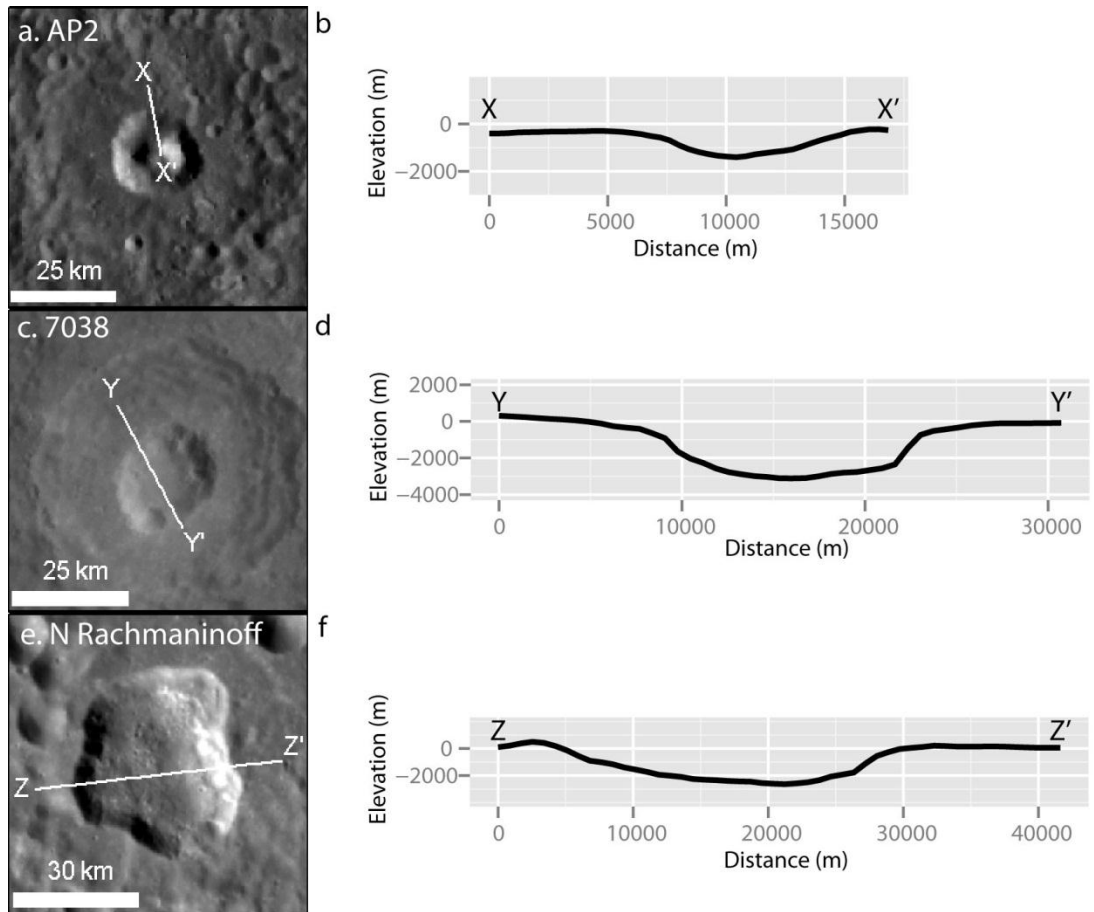 a. AP2
b
X
X'
25 km
Elevation (m)
0
−2000
X
X′
0
5000
10000
15000
Distance (m)
c. 7038
d
Y
Y'
25 km
Elevation (m)
2000
0
−2000
−4000
Y
Y′
0
10000
20000
30000
Distance (m)
e. N Rachmaninoff
f
Z
Z'
30 km
Elevation (m)
0
−2000
Z
Z′
0
10000
20000
30000
40000
Distance (m)